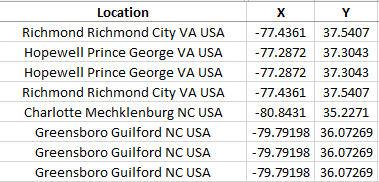 Location X Y
Richmond Richmond City VA USA -77.4361 37.5407
Hopewell Prince George VA USA -77.2872 37.3043
Hopewell Prince George VA USA -77.2872 37.3043
Richmond Richmond City VA USA -77.4361 37.5407
Charlotte Mechklenburg NC USA -80.8431 35.2271
Greensboro Guilford NC USA -79.79198 36.07269
Greensboro Guilford NC USA -79.79198 36.07269
Greensboro Guilford NC USA -79.79198 36.07269